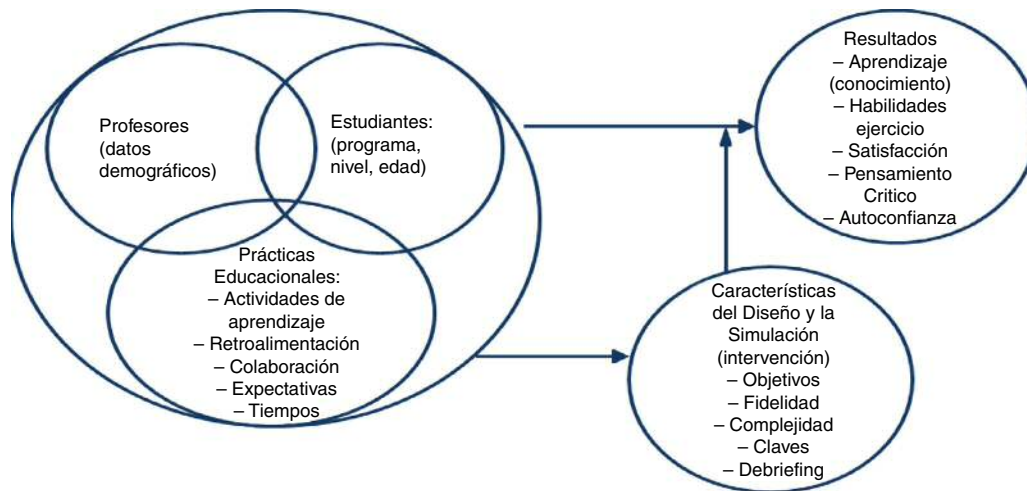 Profesores
(datos
demográficos)
Estudiantes:
(programa,
nivel, edad)
Prácticas
Educacionales:
– Actividades de
aprendizaje
– Retroalimentación
– Colaboración
– Expectativas
– Tiempos
Resultados
– Aprendizaje
(conocimiento)
– Habilidades
ejercicio
– Satisfacción
– Pensamiento
Critico
– Autoconfianza
Característícas
del Diseño y la
Simulación
(intervención)
– Objetivos
– Fidelidad
– Complejidad
– Claves
– Debriefing